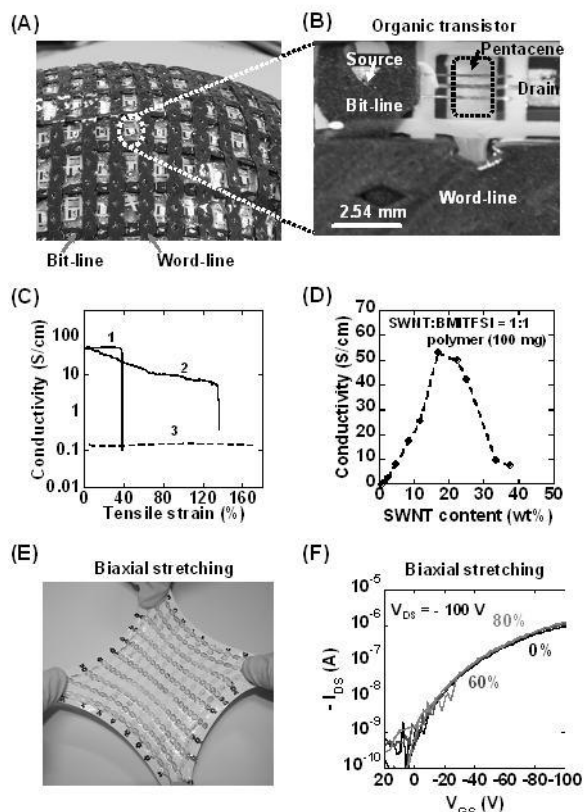 (A)
Bit-line
Word-line
(B)
Organic transistor
Pentacene
Source
Drain
Bit-line
Word-line
2.54 mm
(C)
Conductivity (S/cm)
100
10
1
0.1
0.01
1
2
3
0 40 80 120 160
Tensile strain (%)
(D)
Conductivity (S/cm)
70
60
50
40
30
20
10
0
SWNT:BMITFSI = 1:1
polymer (100 mg)
0 10 20 30 40 50
SWNT content (wt%)
(E)
Biaxial stretching
(F)
Biaxial stretching
- I_DS (A)
10⁻⁵
10⁻⁶
10⁻⁷
10⁻⁸
10⁻⁹
10⁻¹⁰
V_DS = - 100 V
80%
0%
60%
20 0 -20 -40 -60 -80 -100
V_GS (V)